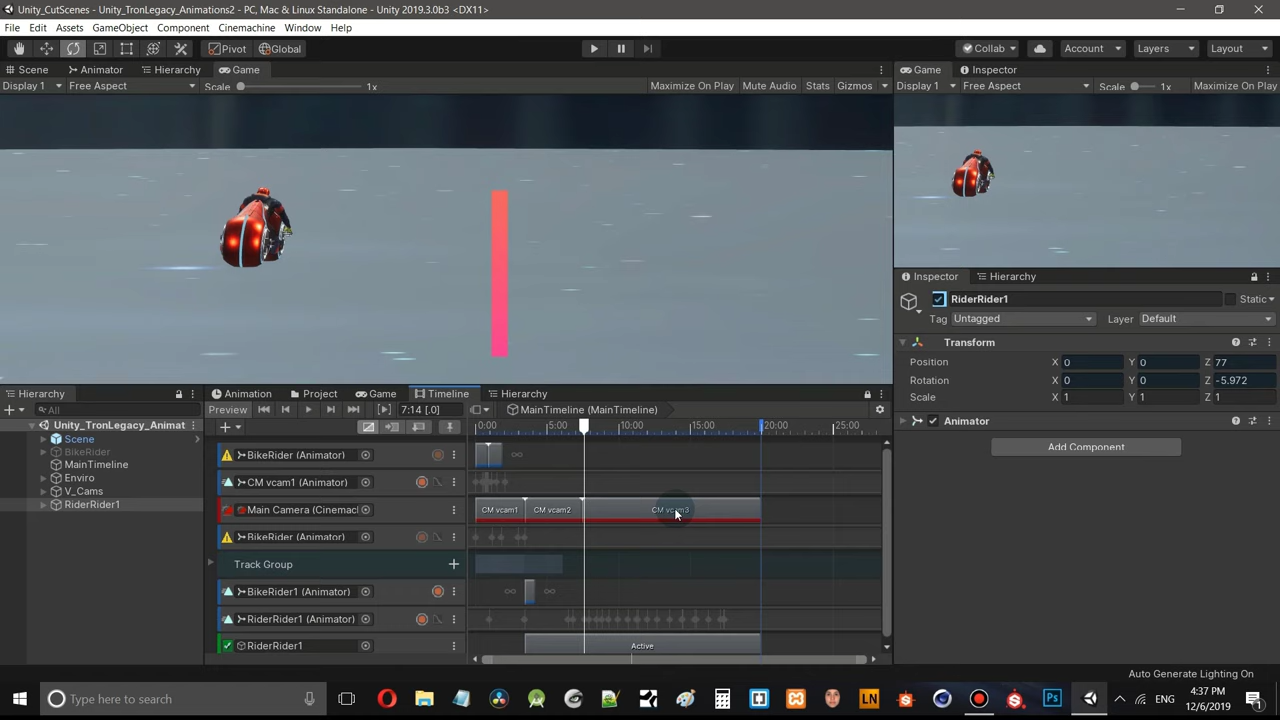 Unity_CutScenes - Unity_TronLegacy_Animations2 - PC, Mac & Linux Standalone - Unity 2019.3.0b3 <DX11>
File Edit Assets GameObject Component Cinemachine Window Help
Pivot Global Collab Account Layers Layout
Scene Animator Hierarchy Game
Display 1 Free Aspect Scale 1x Maximize On Play Mute Audio Stats Gizmos
Game Inspector
Display 1 Free Aspect Scale 1x Maximize On Play
Inspector Hierarchy
RiderRider1 Static
Tag Untagged Layer Default
Transform
Position X 0 Y 0 Z 77
Rotation X 0 Y 0 Z -5.972
Scale X 1 Y 1 Z 1
Animator
Add Component
Hierarchy
All
Unity_TronLegacy_Animat
Scene
BikeRider
MainTimeline
Enviro
V_Cams
RiderRider1
Animation Project Game Timeline Hierarchy
Preview 7:14 [.0] MainTimeline (MainTimeline)
0:00 5:00 10:00 15:00 20:00 25:00
BikeRider (Animator)
CM vcam1 (Animator)
Main Camera (Cinemacl CM vcam1 CM vcam2 CM vcam3
BikeRider (Animator)
Track Group
BikeRider1 (Animator)
RiderRider1 (Animator)
RiderRider1 Active
Auto Generate Lighting On
Type here to search
LN
Ps
ENG
4:37 PM
12/6/2019
1